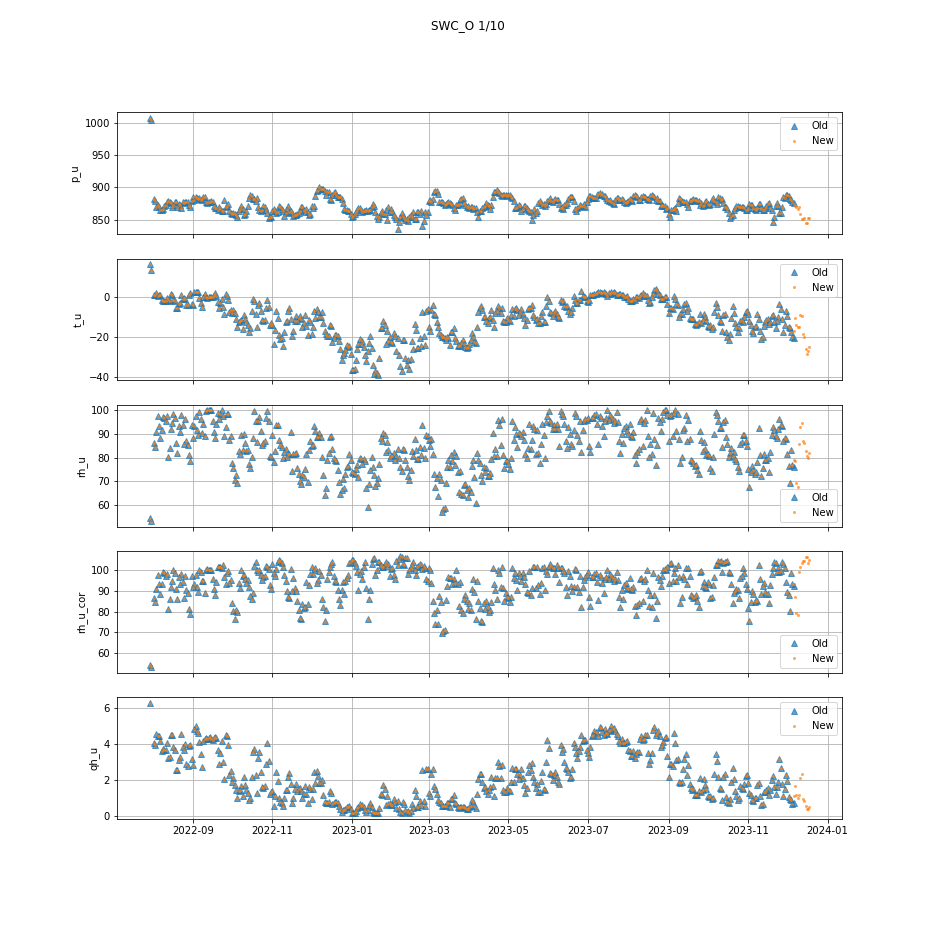 SWC_O 1/10
1000
950
900
850
p_u
Old
New
0
−20
−40
t_u
Old
New
100
90
80
70
60
rh_u
Old
New
100
90
80
70
60
rh_u_cor
Old
New
6
4
2
0
qh_u
Old
New
2022-09
2022-11
2023-01
2023-03
2023-05
2023-07
2023-09
2023-11
2024-01